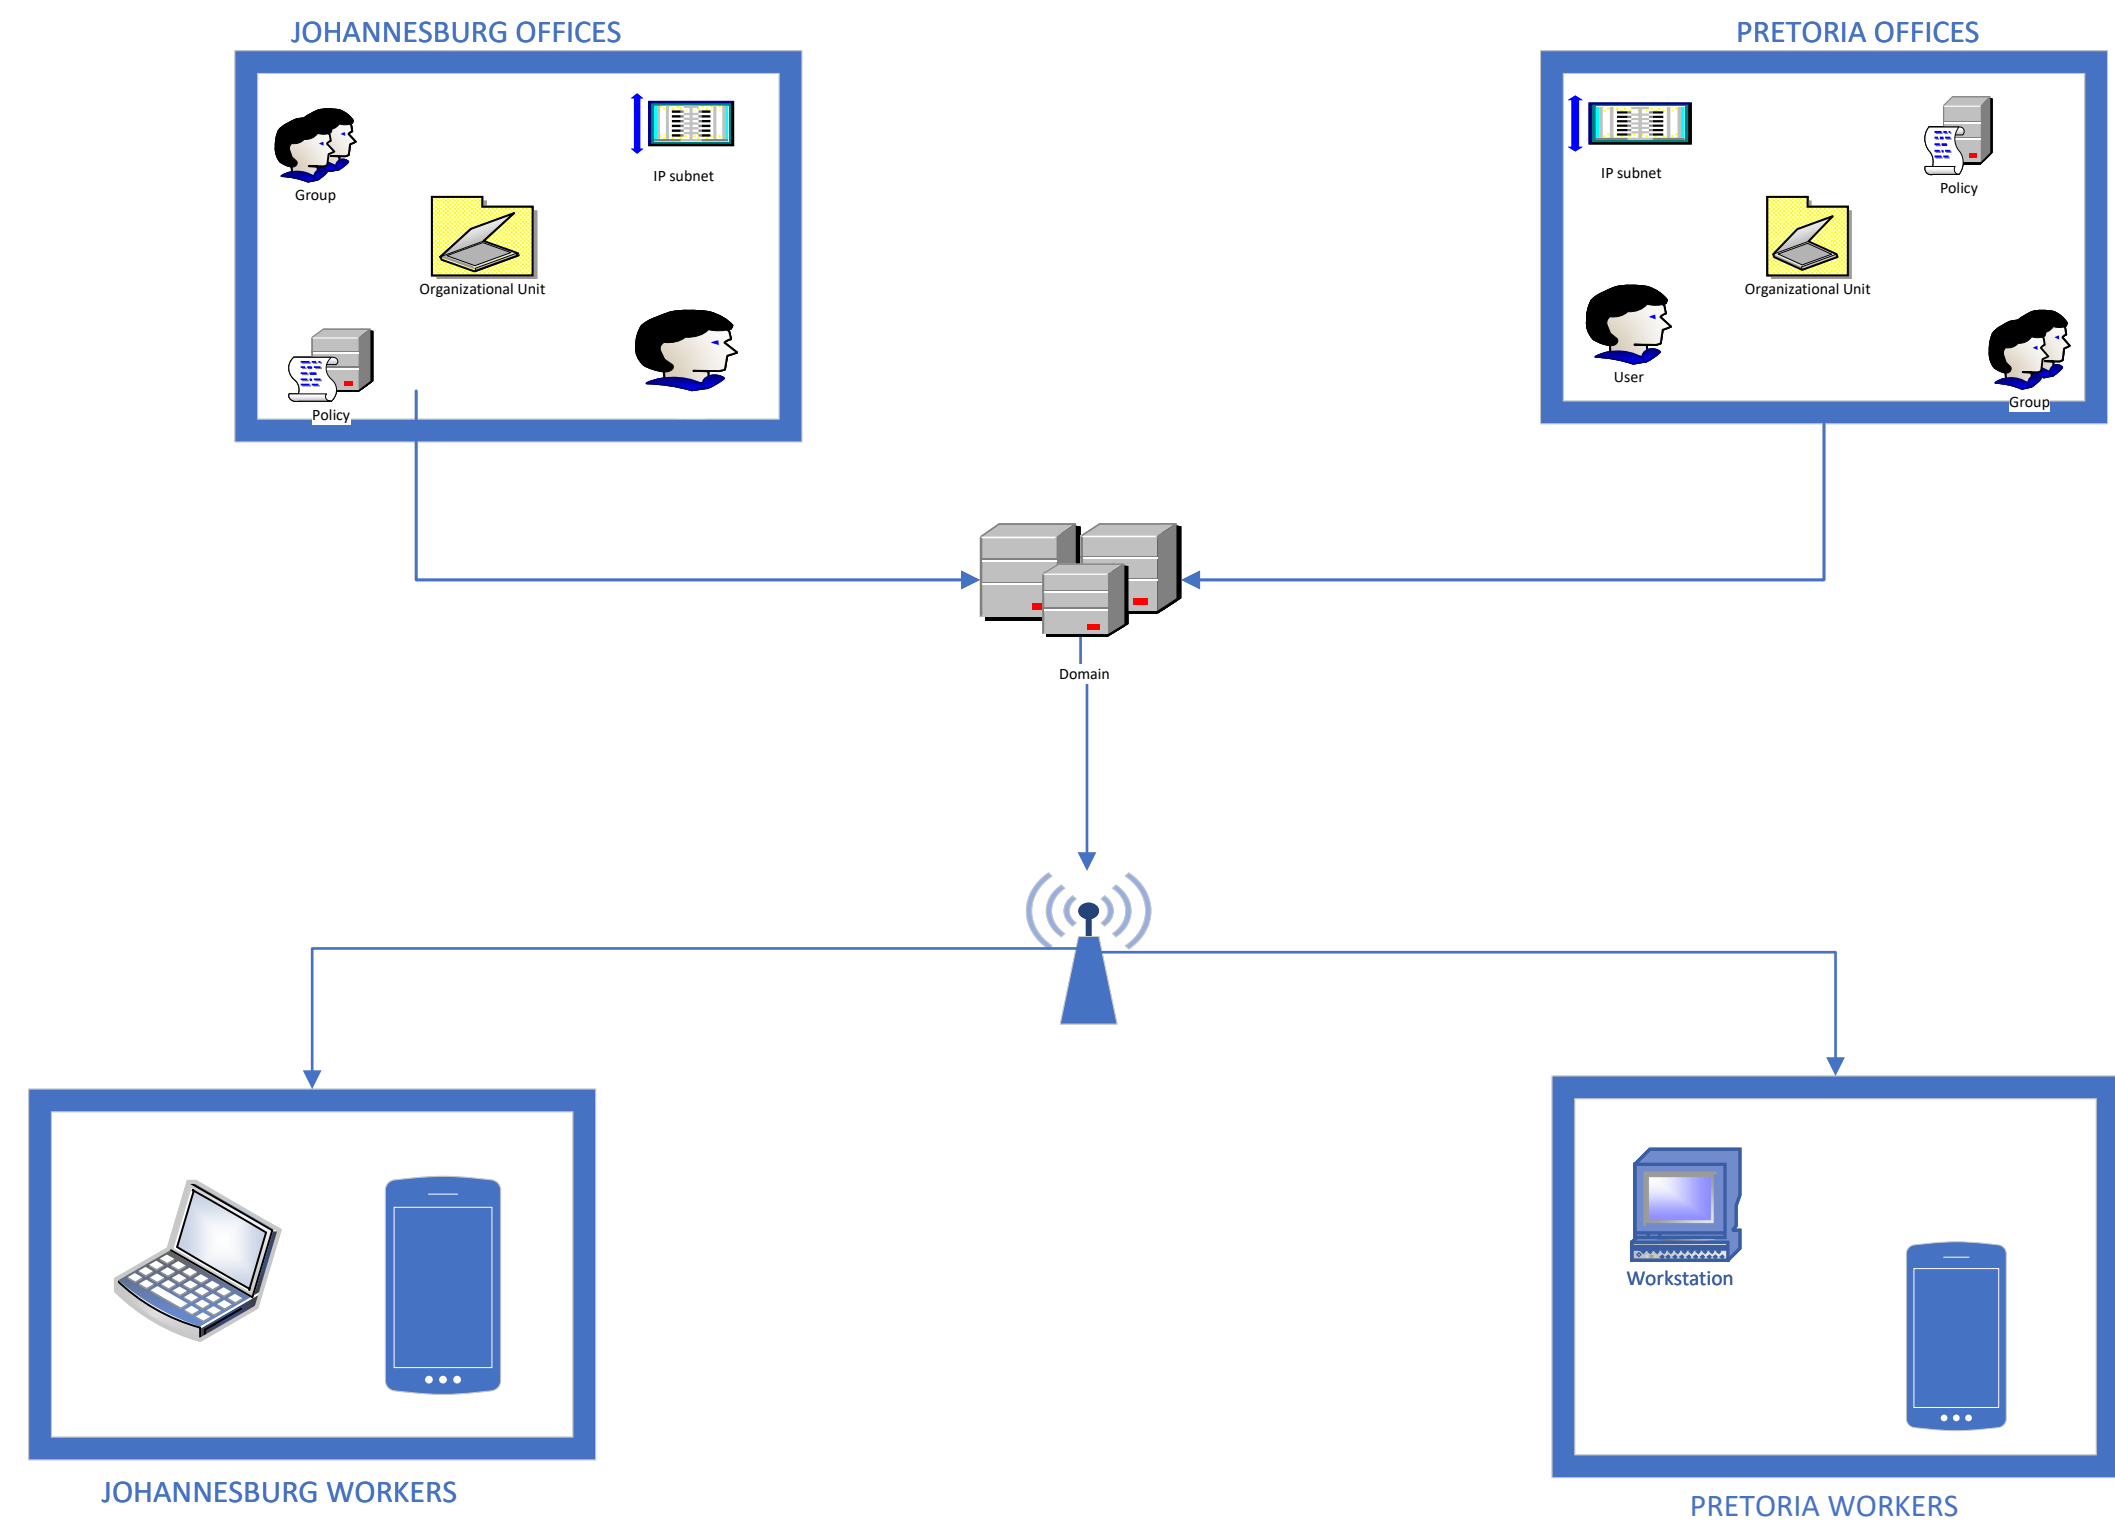 JOHANNESBURG OFFICES
PRETORIA OFFICES
Group
IP subnet
Organizational Unit
Policy
IP subnet
Policy
Organizational Unit
User
Group
Domain
Workstation
JOHANNESBURG WORKERS
PRETORIA WORKERS